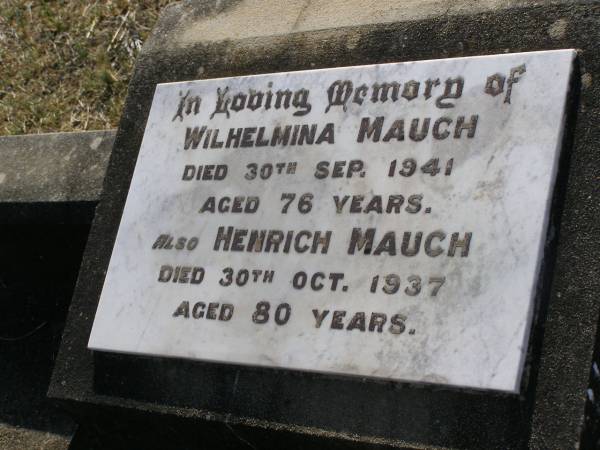 In Loving Memory of
WILHELMINA MAUCH
DIED 30TH SEP. 1941
AGED 76 YEARS.
ALSO HENRICH MAUCH
DIED 30TH OCT. 1937
AGED 80 YEARS.